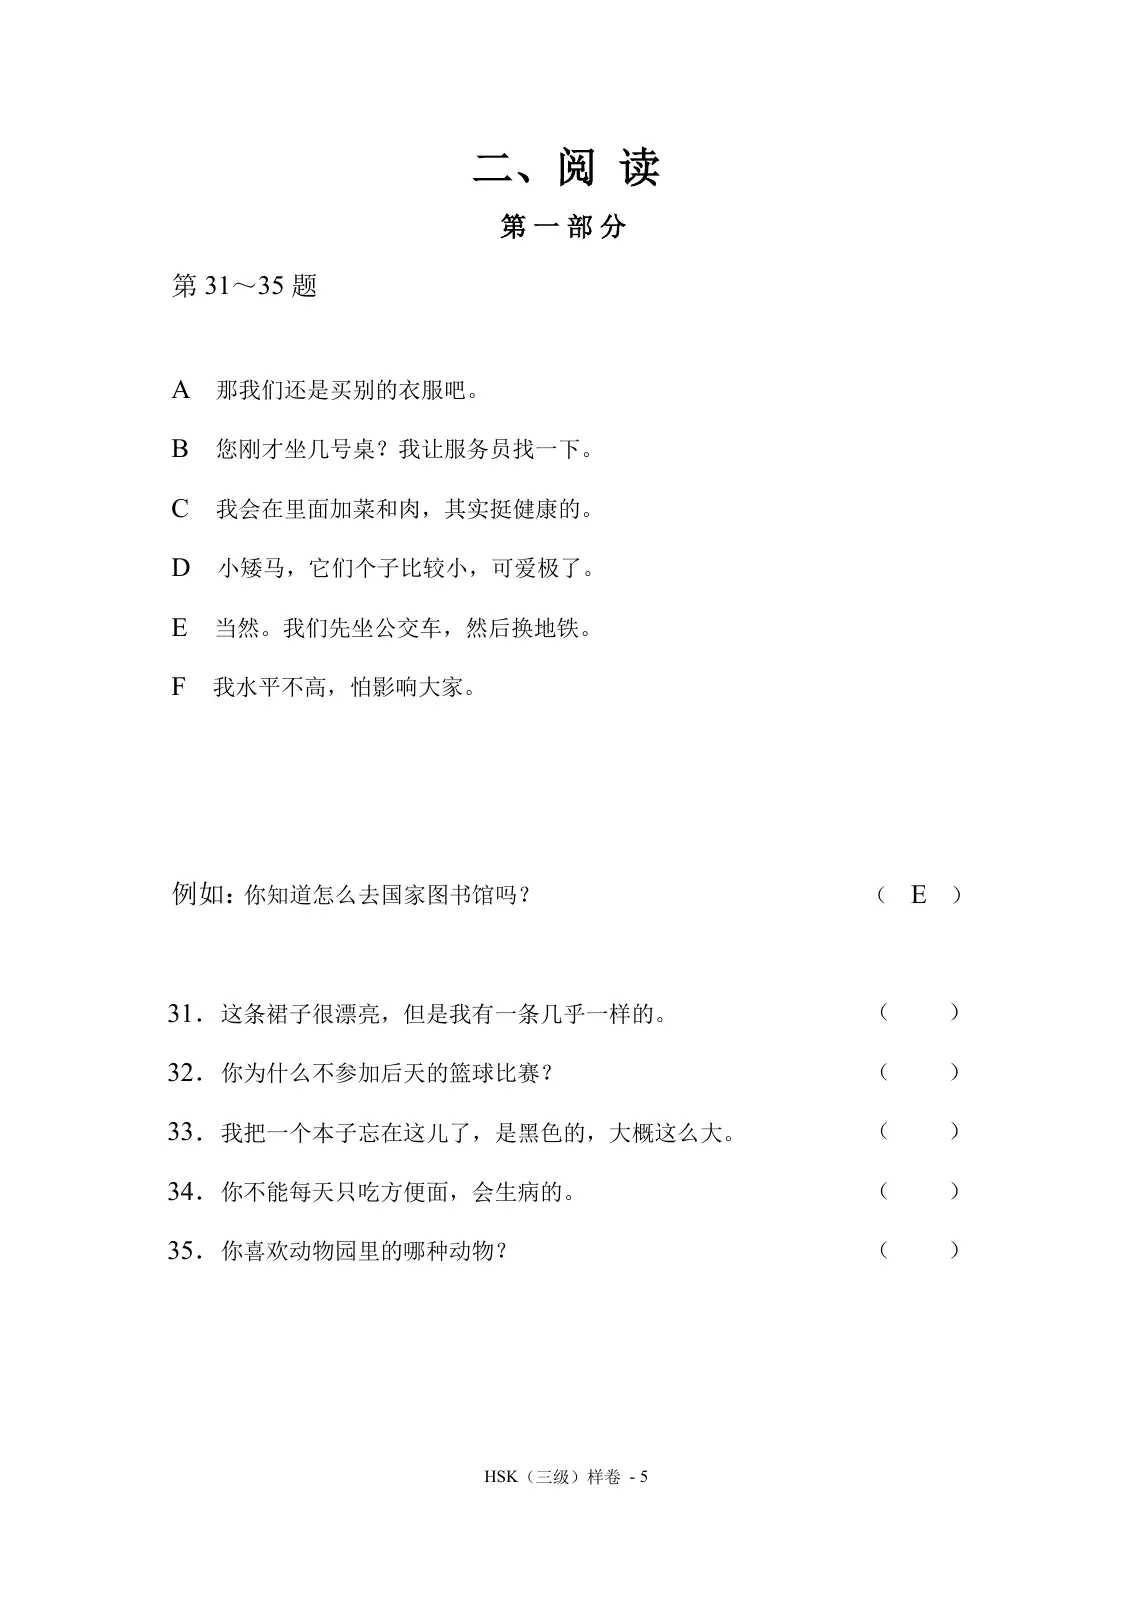 二、阅 读
第一部分
第 31～35 题
A 那我们还是买别的衣服吧。
B 您刚才坐几号桌？我让服务员找一下。
C 我会在里面加菜和肉，其实挺健康的。
D 小矮马，它们个子比较小，可爱极了。
E 当然。我们先坐公交车，然后换地铁。
F 我水平不高，怕影响大家。
例如：你知道怎么去国家图书馆吗？ （ E ）
31．这条裙子很漂亮，但是我有一条几乎一样的。 （ ）
32．你为什么不参加后天的篮球比赛？ （ ）
33．我把一个本子忘在这儿了，是黑色的，大概这么大。 （ ）
34．你不能每天只吃方便面，会生病的。 （ ）
35．你喜欢动物园里的哪种动物？ （ ）
HSK（三级）样卷 - 5